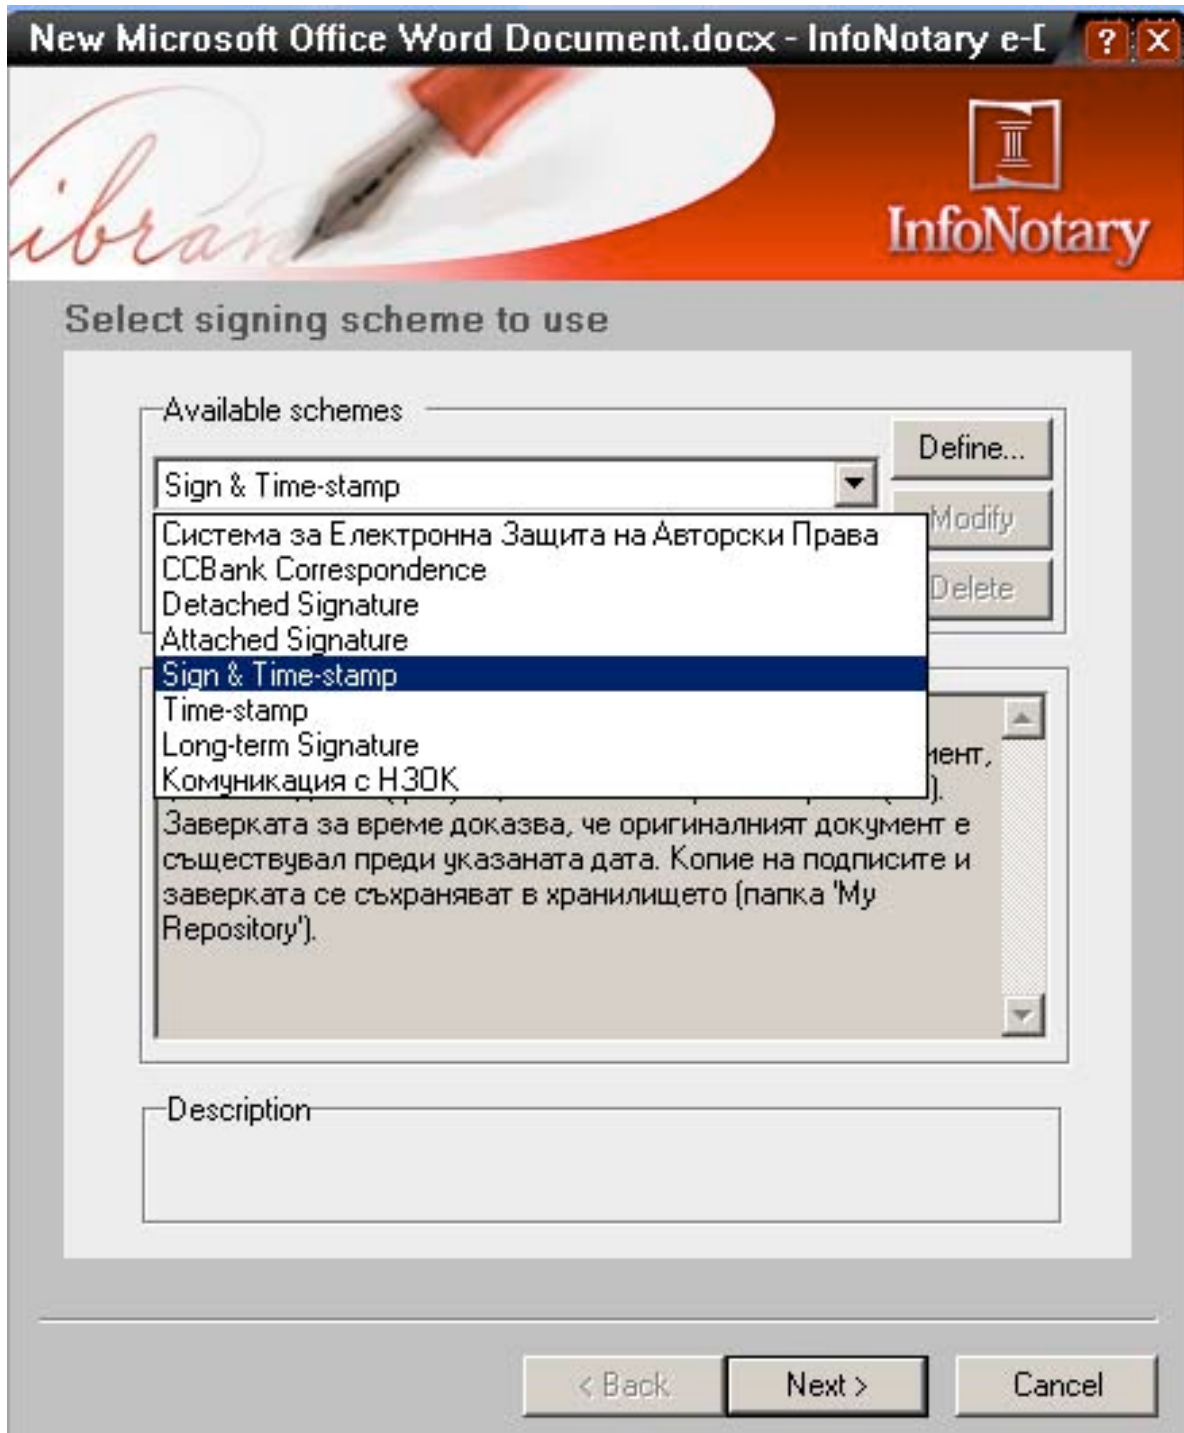 New Microsoft Office Word Document.docx - InfoNotary e-
InfoNotary
Select signing scheme to use
Available schemes
Define...
Sign & Time-stamp
Modify
Delete
Система за Електронна Защита на Авторски Права
CCBank Correspondence
Detached Signature
Attached Signature
Sign & Time-stamp
Time-stamp
Long-term Signature
Комуникация с НЗОК
Заверката за време доказва, че оригиналният документ е
съществувал преди указаната дата. Копие на подписите и
заверката се съхраняват в хранилището (папка 'My
Repository').
Description
< Back
Next >
Cancel